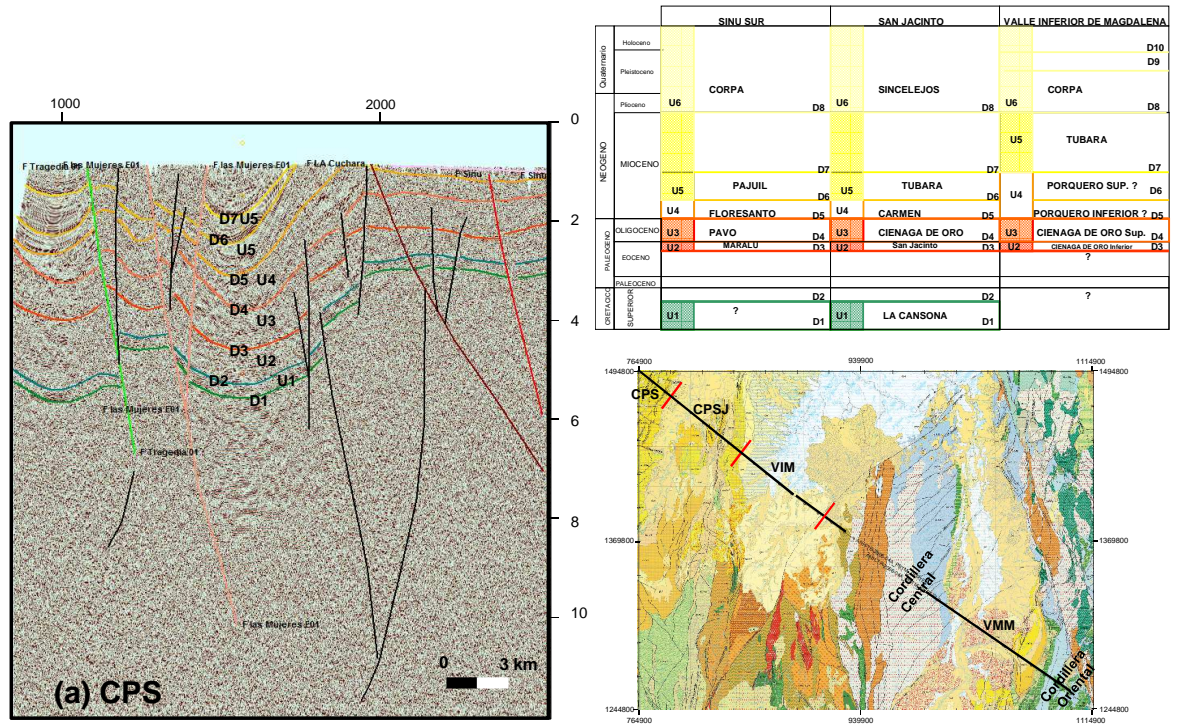 1000
2000
0
2
4
6
8
10
F Tragedia 01
F las Mujeres E01
F las Mujeres E01
F LA Cuchara
F Sinu
F Sinu
D7 U5
D6
U5
D5 U4
D4
U3
D3
U2
D2
U1
D1
F las Mujeres E01
F Tragedia 01
F las Mujeres E01
0 3 km
(a) CPS
SINU SUR
SAN JACINTO
VALLE INFERIOR DE MAGDALENA
Quaternario
Holoceno
Pleistoceno
NEOGENO
Plioceno
MIOCENO
PALEOGENO
OLIGOCENO
EOCENO
PALEOCENO
CRETACICO
SUPERIOR
U6
CORPA
D8
D7
U5
PAJUIL
D6
U4
FLORESANTO
D5
U3
PAVO
D4
U2
MARALU
D3
D2
U1
?
D1
U6
SINCELEJOS
D8
D7
U5
TUBARA
D6
U4
CARMEN
D5
U3
CIENAGA DE ORO
D4
U2
San Jacinto
D3
D2
U1
LA CANSONA
D1
D10
D9
U6
CORPA
D8
U5
TUBARA
D7
U4
PORQUERO SUP. ?
D6
PORQUERO INFERIOR ?
D5
U3
CIENAGA DE ORO Sup.
D4
U2
CIENAGA DE ORO Inferior
D3
?
?
764900
939900
1114900
1494800
1494800
CPS
CPSJ
VIM
1369800
1369800
Cordillera
Central
VMM
Cordillera
Oriental
1244800
1244800
764900
939900
1114900